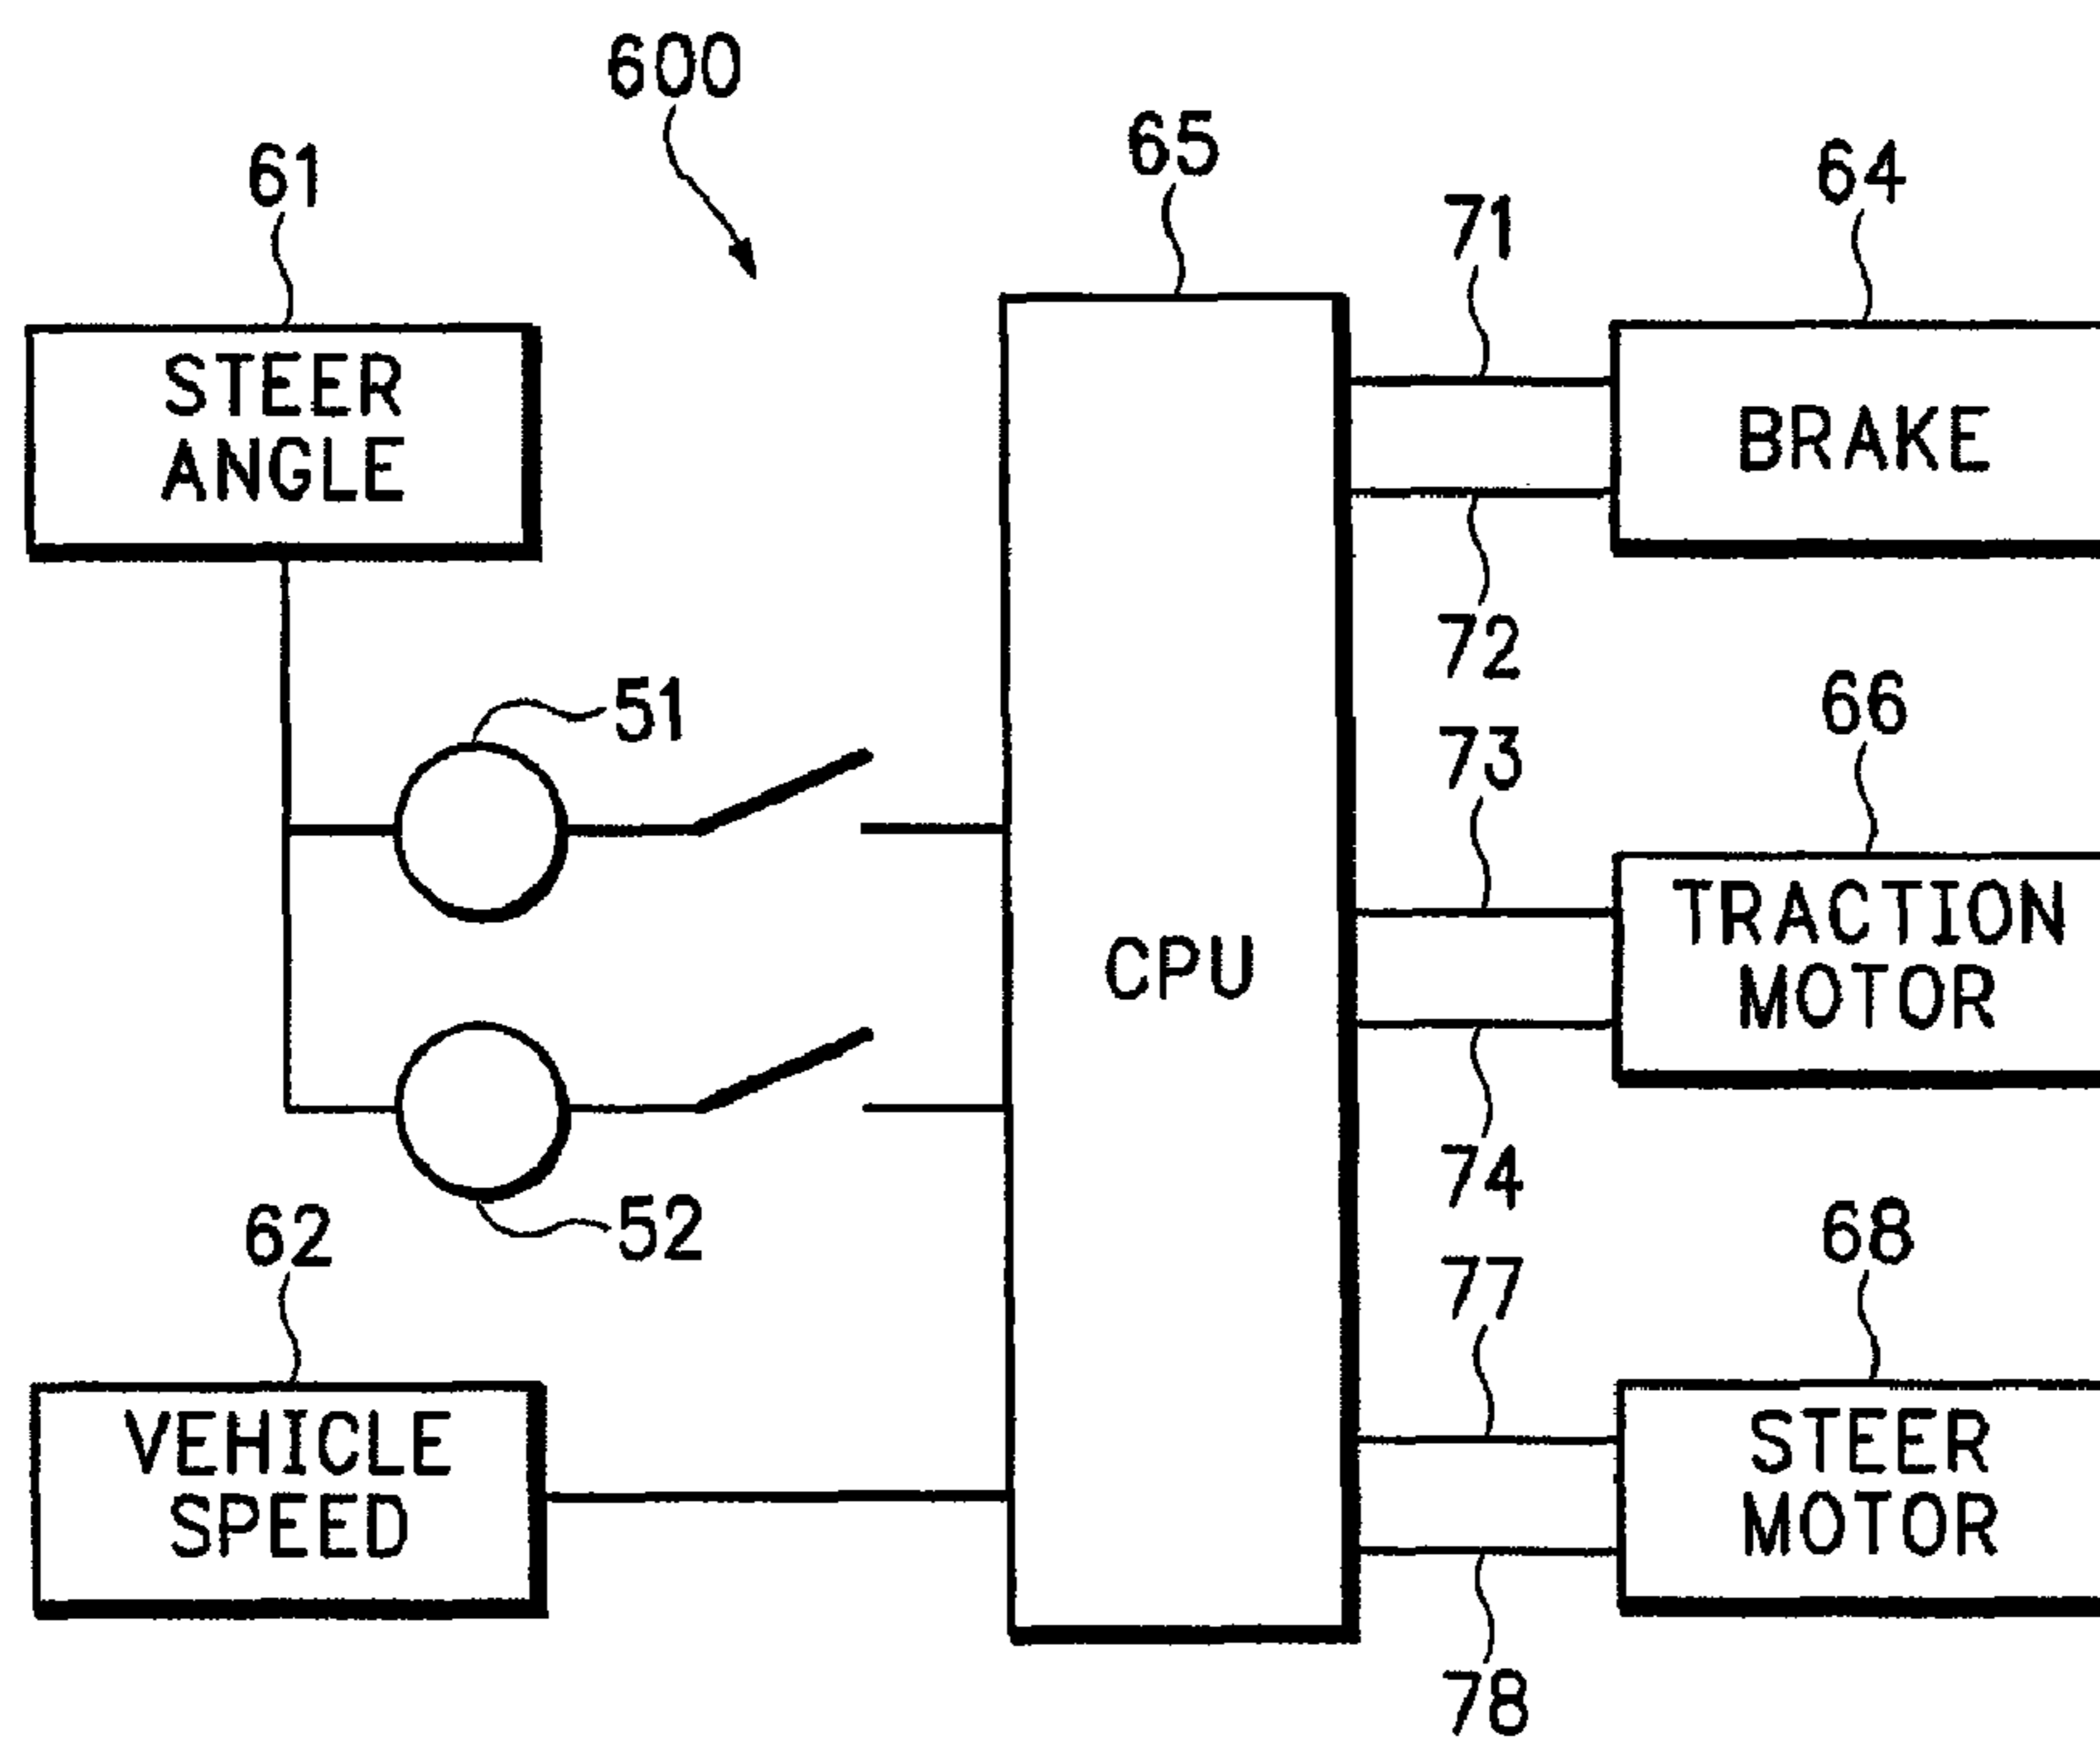 600
61
65
71
64
STEER
ANGLE
BRAKE
72
51
73
66
TRACTION
MOTOR
CPU
74
52
62
77
68
VEHICLE
SPEED
STEER
MOTOR
78